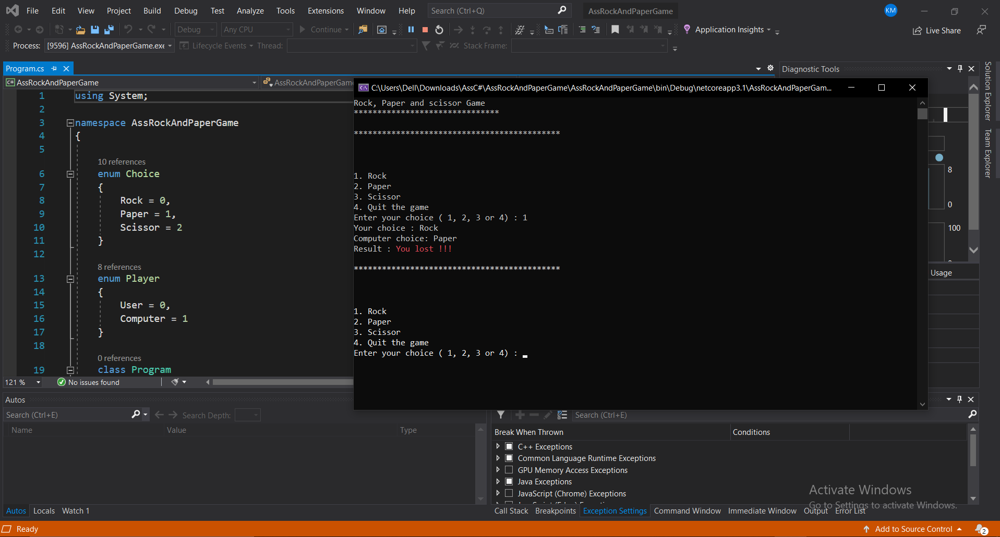 File Edit View Project Build Debug Test Analyze Tools Extensions Window Help Search (Ctrl+Q) AssRockAndPaperGame KM
Debug Any CPU Continue Application Insights Live Share
Process: [9596] AssRockAndPaperGame.exe Lifecycle Events Thread: Stack Frame:
Program.cs
Diagnostic Tools
C# AssRockAndPaperGame AssRockAndPaperGame
Solution Explorer
Team Explorer
1 using System;
2
3 namespace AssRockAndPaperGame
4 {
5
10 references
6 enum Choice
7 {
8 Rock = 0,
9 Paper = 1,
10 Scissor = 2
11 }
12
8 references
13 enum Player
14 {
15 User = 0,
16 Computer = 1
17 }
18
0 references
19 class Program
121 % No issues found
C:\Users\Dell\Downloads\AssC#\AssRockAndPaperGame\AssRockAndPaperGame\bin\Debug\netcoreapp3.1\AssRockAndPaperGam...
Rock, Paper and scissor Game
*******************************
********************************************
1. Rock
2. Paper
3. Scissor
4. Quit the game
Enter your choice ( 1, 2, 3 or 4) : 1
Your choice : Rock
Computer choice: Paper
Result : You lost !!!
********************************************
1. Rock
2. Paper
3. Scissor
4. Quit the game
Enter your choice ( 1, 2, 3 or 4) :
8
0
100
Usage
Autos
Search (Ctrl+E) Search Depth:
Name Value Type
Autos Locals Watch 1
Search (Ctrl+E)
Break When Thrown Conditions
C++ Exceptions
Common Language Runtime Exceptions
GPU Memory Access Exceptions
Java Exceptions
JavaScript (Chrome) Exceptions
Activate Windows
Go to Settings to activate Windows.
Call Stack Breakpoints Exception Settings Command Window Immediate Window Output Error List
Ready Add to Source Control 2